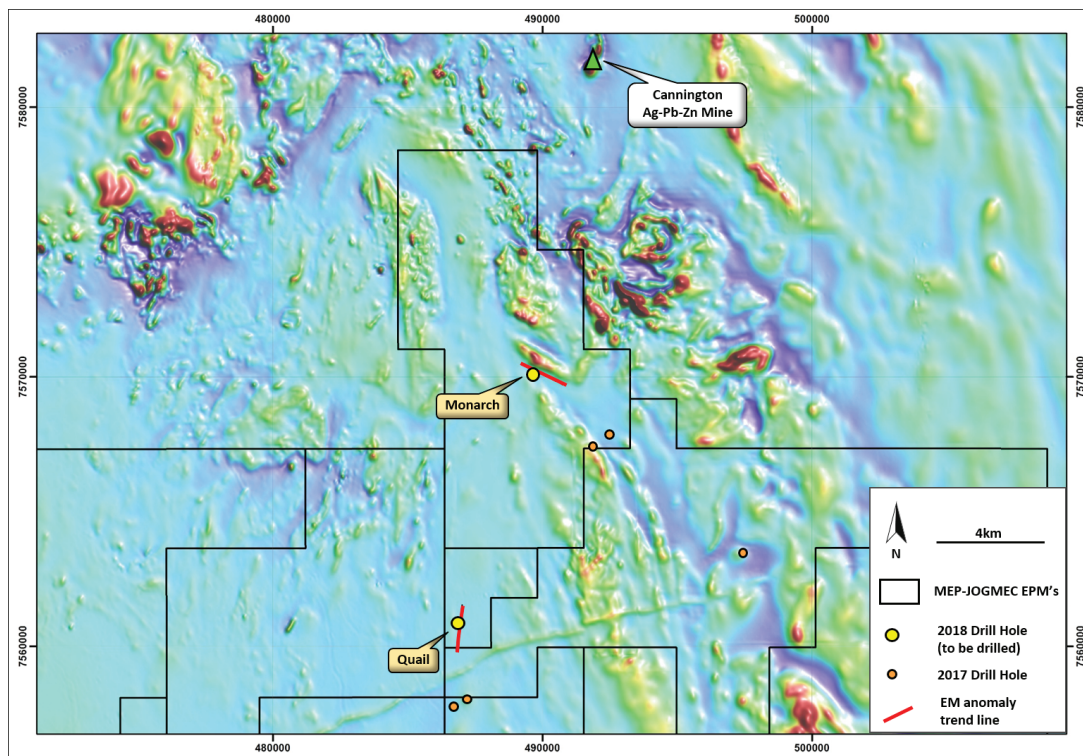 480000
490000
500000
Cannington
Ag-Pb-Zn Mine
7580000
7580000
7570000
7570000
Monarch
4km
N
MEP-JOGMEC EPM's
2018 Drill Hole
(to be drilled)
2017 Drill Hole
EM anomaly
trend line
Quail
7560000
7560000
480000
490000
500000